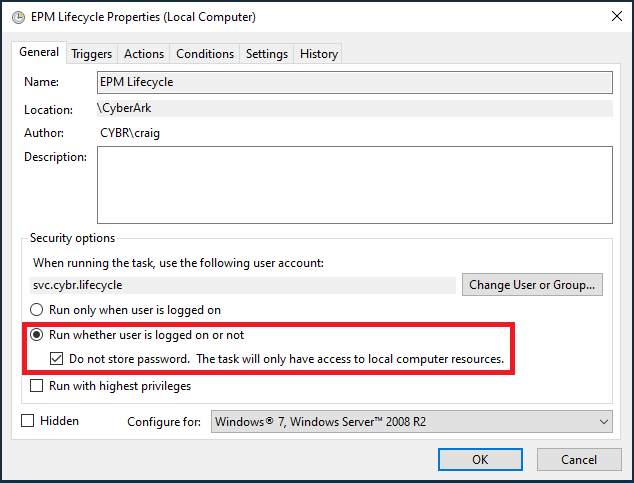 EPM Lifecycle Properties (Local Computer)
General Triggers Actions Conditions Settings History
Name: EPM Lifecycle
Location: \CyberArk
Author: CYBR\craig
Description:
Security options
When running the task, use the following user account:
svc.cybr.lifecycle Change User or Group...
Run only when user is logged on
Run whether user is logged on or not
Do not store password. The task will only have access to local computer resources.
Run with highest privileges
Hidden Configure for: Windows® 7, Windows Server™ 2008 R2
OK Cancel